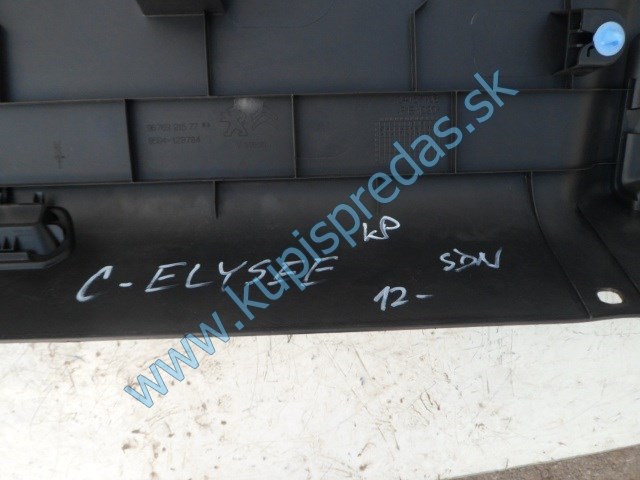 C-ELYSEE KP
12- SDN
www.kupispredas.sk